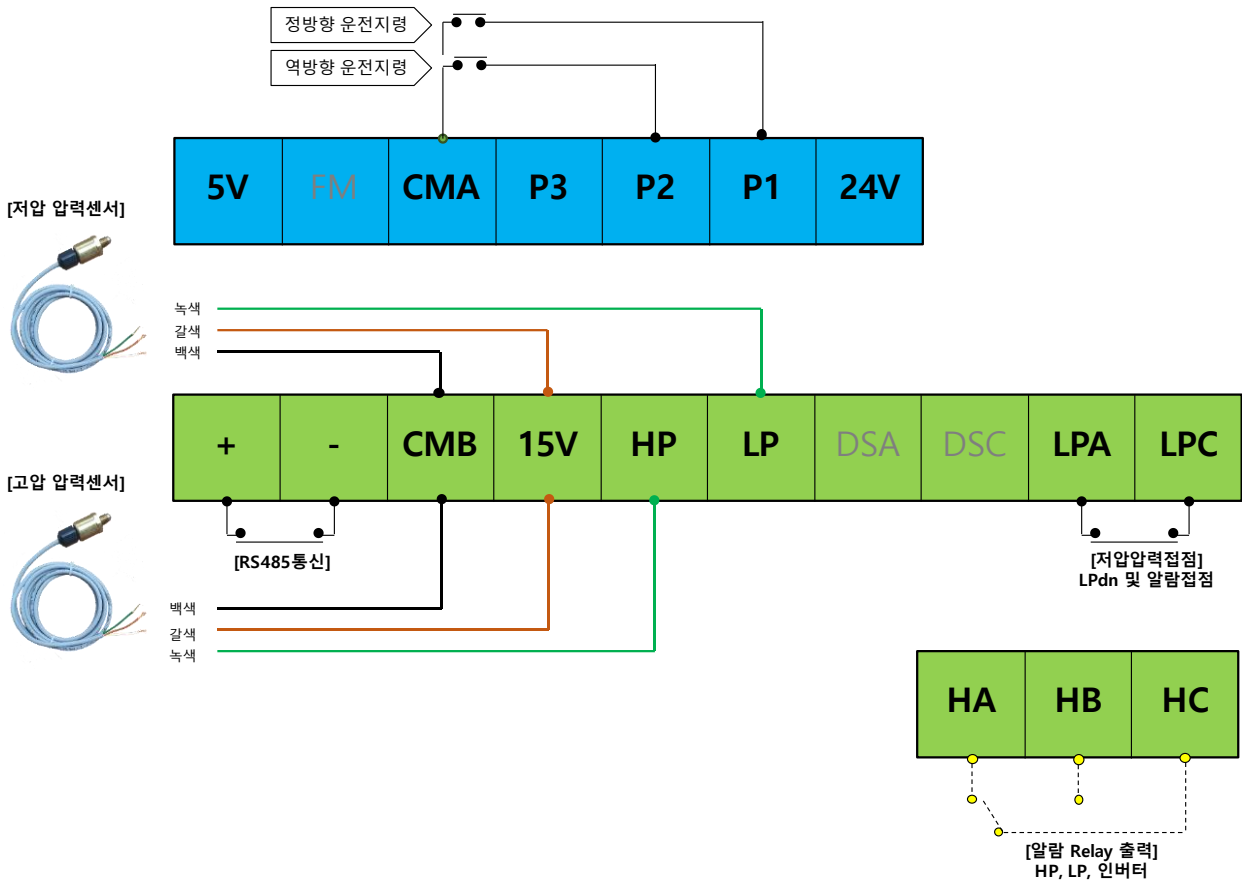 정방향 운전지령
역방향 운전지령
5V FM CMA P3 P2 P1 24V
[저압 압력센서]
녹색
갈색
백색
+ - CMB 15V HP LP DSA DSC LPA LPC
[고압 압력센서]
[RS485통신]
[저압압력접점]
LPdn 및 알람접점
백색
갈색
녹색
HA HB HC
[알람 Relay 출력]
HP, LP, 인버터